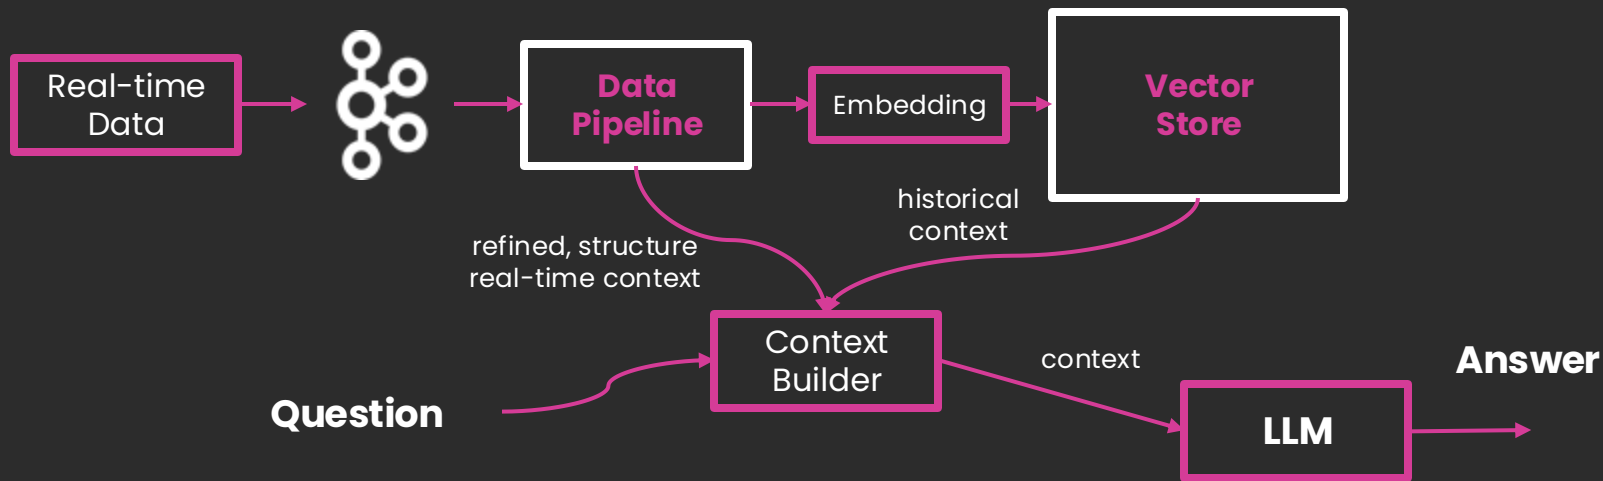 Real-time
Data
Data
Pipeline
Embedding
Vector
Store
historical
context
refined, structure
real-time context
Context
Builder
context
Question
Answer
LLM